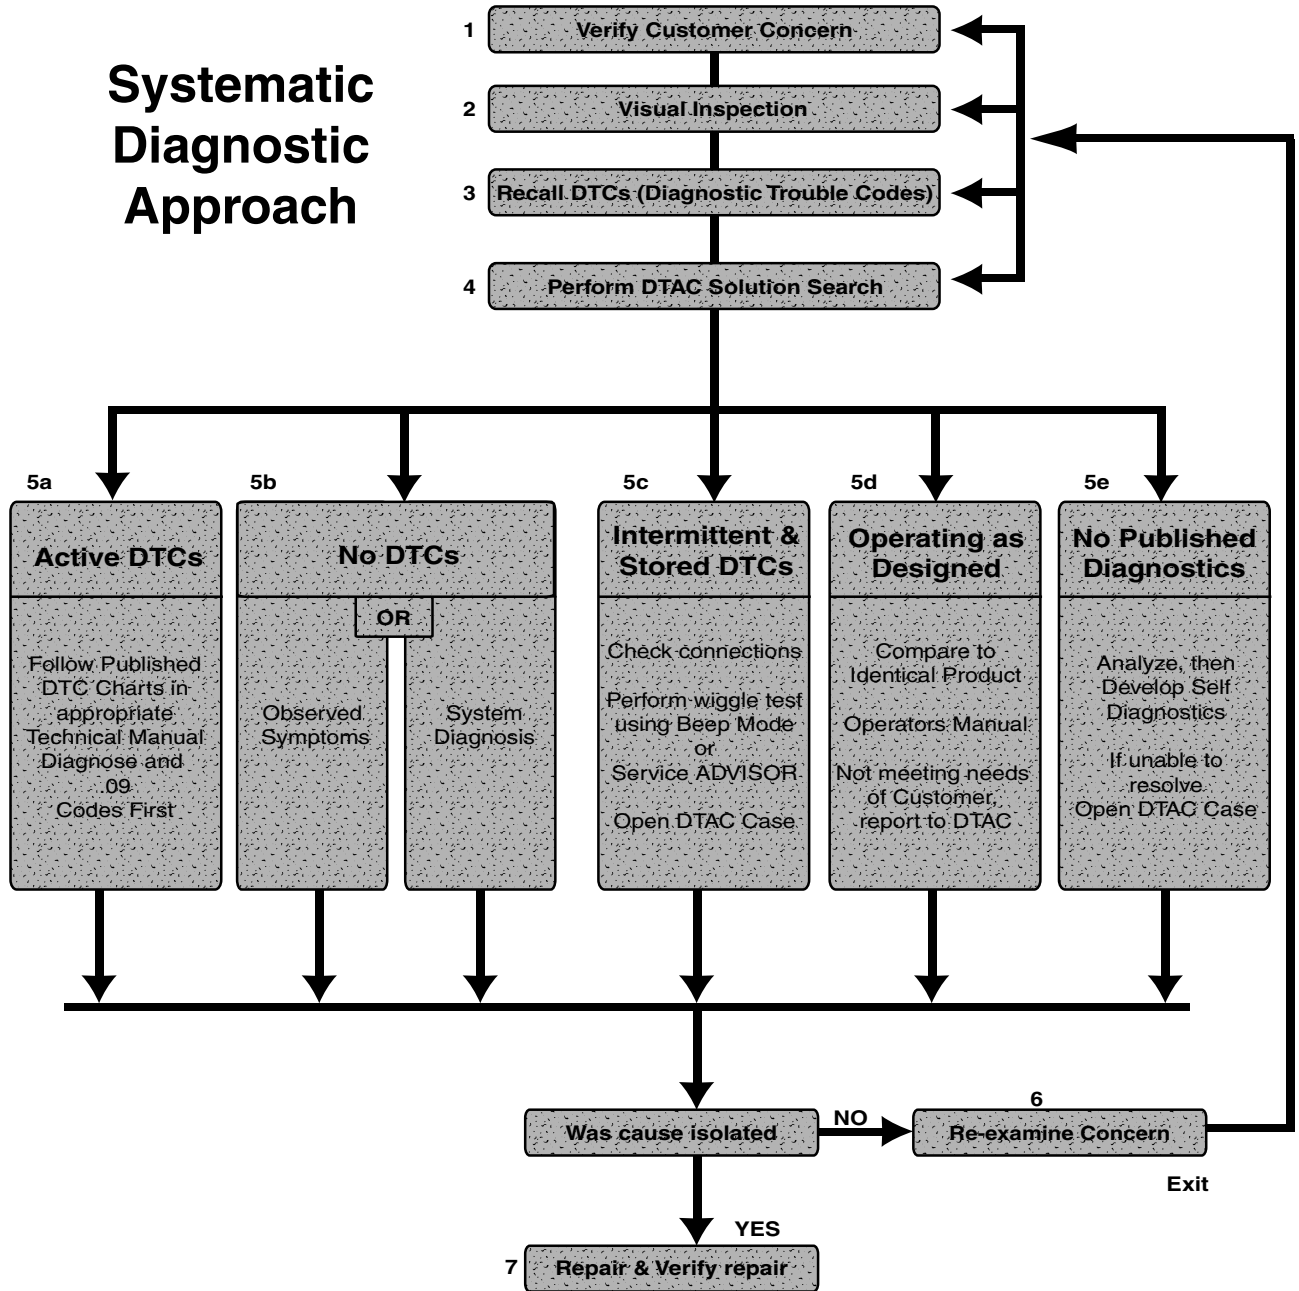 Systematic
Diagnostic
Approach
1 Verify Customer Concern
2 Visual Inspection
3 Recall DTCs (Diagnostic Trouble Codes)
4 Perform DTAC Solution Search
5a
Active DTCs
Follow Published
DTC Charts in
appropriate
Technical Manual
Diagnose and
.09
Codes First
5b
No DTCs
OR
Observed
Symptoms
System
Diagnosis
5c
Intermittent &
Stored DTCs
Check connections
Perform wiggle test
using Beep Mode
or
Service ADVISOR
Open DTAC Case
5d
Operating as
Designed
Compare to
Identical Product
Operators Manual
Not meeting needs
of Customer,
report to DTAC
5e
No Published
Diagnostics
Analyze, then
Develop Self
Diagnostics
If unable to
resolve
Open DTAC Case
Was cause isolated
NO
6
Re-examine Concern
Exit
YES
7 Repair & Verify repair